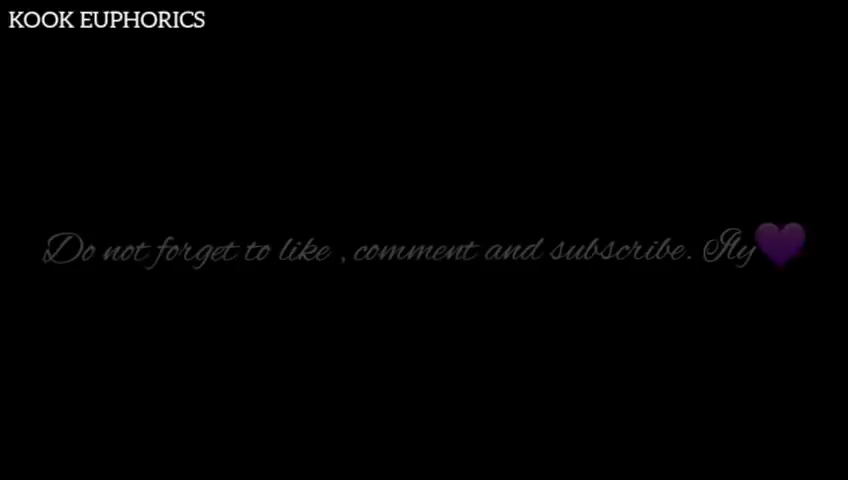 KOOK EUPHORICS
Do not forget to like , comment and subscribe. Ily💜